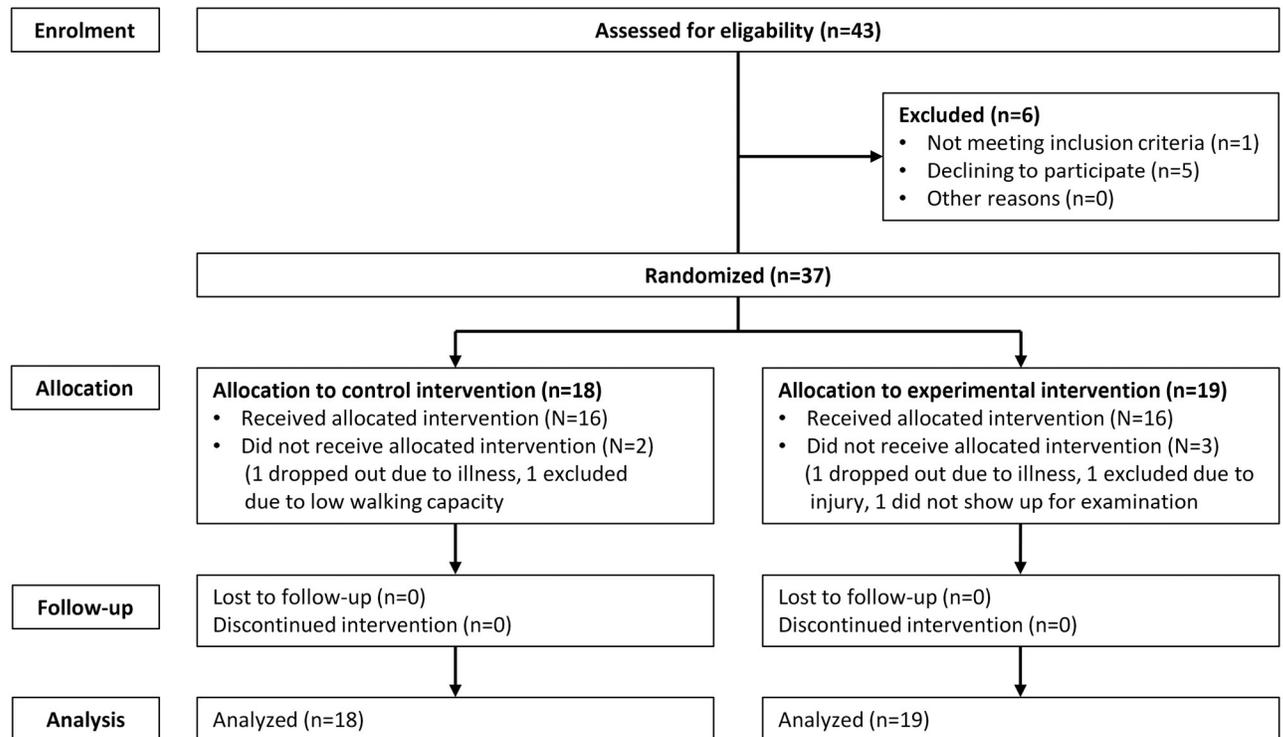 Enrolment
Assessed for eligability (n=43)
Excluded (n=6)
• Not meeting inclusion criteria (n=1)
• Declining to participate (n=5)
• Other reasons (n=0)
Randomized (n=37)
Allocation
Allocation to control intervention (n=18)
• Received allocated intervention (N=16)
• Did not receive allocated intervention (N=2)
(1 dropped out due to illness, 1 excluded
due to low walking capacity
Allocation to experimental intervention (n=19)
• Received allocated intervention (N=16)
• Did not receive allocated intervention (N=3)
(1 dropped out due to illness, 1 excluded due to
injury, 1 did not show up for examination
Follow-up
Lost to follow-up (n=0)
Discontinued intervention (n=0)
Lost to follow-up (n=0)
Discontinued intervention (n=0)
Analysis
Analyzed (n=18)
Analyzed (n=19)